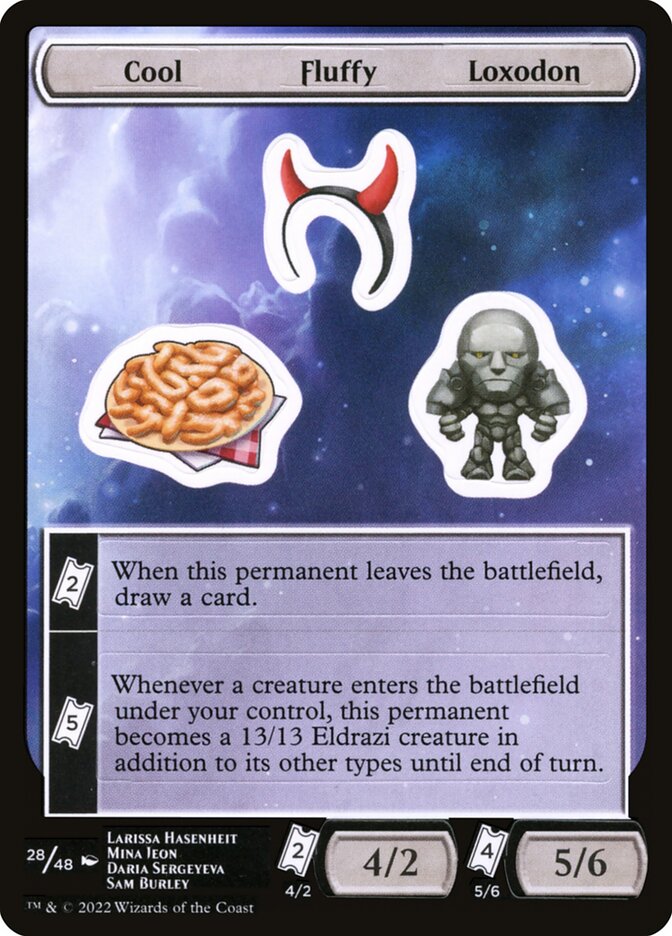 Cool Fluffy Loxodon
2
When this permanent leaves the battlefield,
draw a card.
5
Whenever a creature enters the battlefield
under your control, this permanent
becomes a 13/13 Eldrazi creature in
addition to its other types until end of turn.
28/48
Larissa Hasenheit
Mina Jeon
Daria Sergeyeva
Sam Burley
2
4/2
4/2
4
5/6
5/6
™ & © 2022 Wizards of the Coast